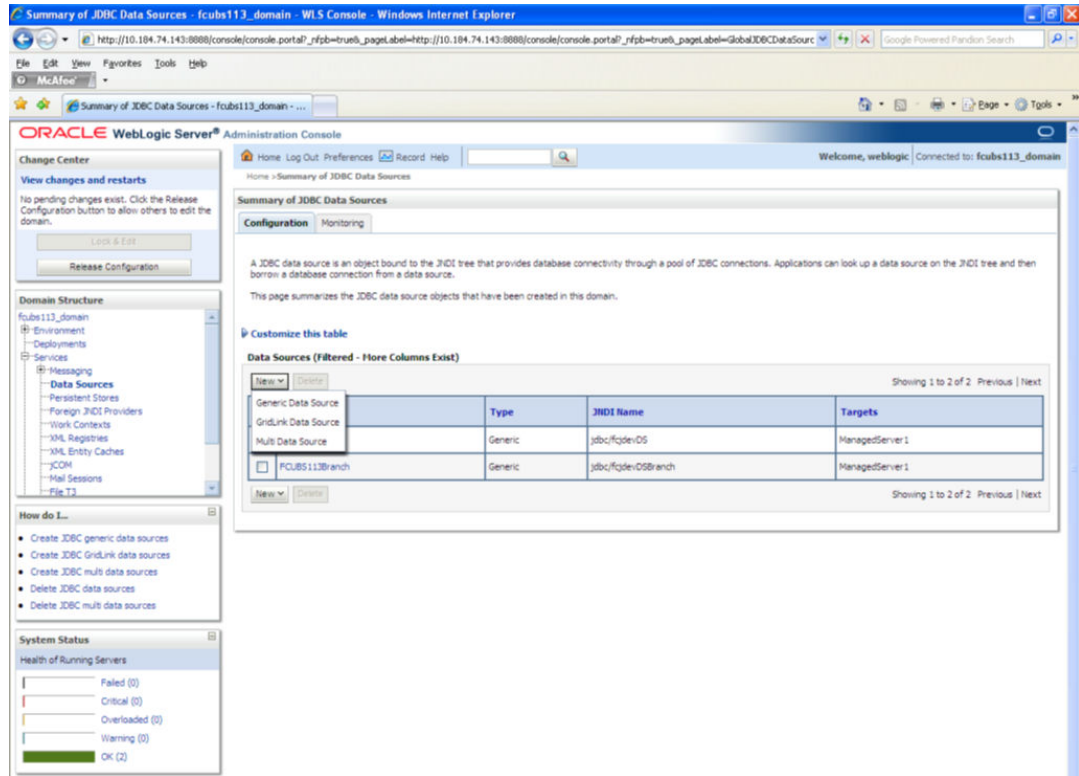 Summary of JDBC Data Sources - fcubs113_domain - WLS Console - Windows Internet Explorer
http://10.184.74.143:8888/console/console.portal?_nfpb=true&_pageLabel=http://10.184.74.143:8888/console/console.portal?_nfpb=true&_pageLabel=GlobalJDBCDataSourc
Google Powered Pandion Search
File Edit View Favorites Tools Help
McAfee
Summary of JDBC Data Sources - fcubs113_domain - ...
Page Tools
ORACLE WebLogic Server® Administration Console
Change Center
View changes and restarts
No pending changes exist. Click the Release
Configuration button to allow others to edit the
domain.
Lock & Edit
Release Configuration
Domain Structure
fcubs113_domain
Environment
Deployments
Services
Messaging
Data Sources
Persistent Stores
Foreign JNDI Providers
Work Contexts
XML Registries
XML Entity Caches
jCOM
Mail Sessions
File T3
How do I...
Create JDBC generic data sources
Create JDBC GridLink data sources
Create JDBC multi data sources
Delete JDBC data sources
Delete JDBC multi data sources
System Status
Health of Running Servers
Failed (0)
Critical (0)
Overloaded (0)
Warning (0)
OK (2)
Home Log Out Preferences Record Help
Welcome, weblogic Connected to: fcubs113_domain
Home >Summary of JDBC Data Sources
Summary of JDBC Data Sources
Configuration Monitoring
A JDBC data source is an object bound to the JNDI tree that provides database connectivity through a pool of JDBC connections. Applications can look up a data source on the JNDI tree and then
borrow a database connection from a data source.
This page summarizes the JDBC data source objects that have been created in this domain.
Customize this table
Data Sources (Filtered - More Columns Exist)
New Delete Showing 1 to 2 of 2 Previous | Next
Generic Data Source
GridLink Data Source
Multi Data Source
Type JNDI Name Targets
Generic jdbc/fcjdevDS ManagedServer1
FCUBS113Branch Generic jdbc/fcjdevDSBranch ManagedServer1
New Delete Showing 1 to 2 of 2 Previous | Next